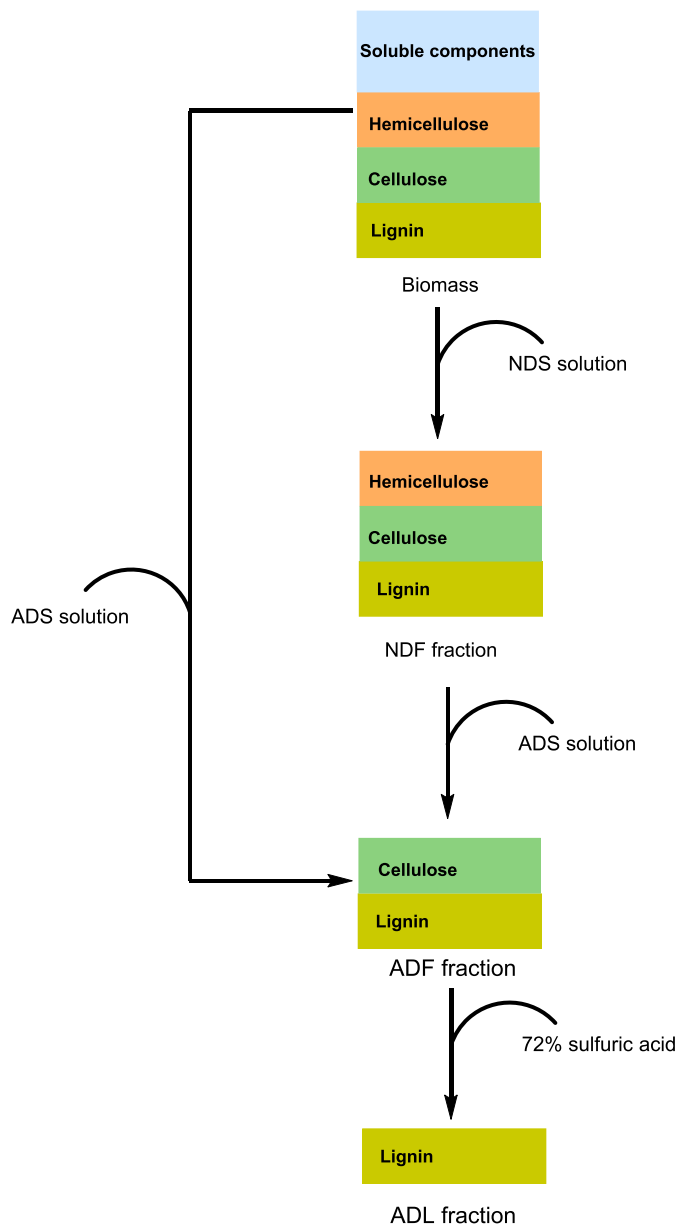 Soluble components
Hemicellulose
Cellulose
Lignin
Biomass
NDS solution
Hemicellulose
Cellulose
Lignin
ADS solution
NDF fraction
ADS solution
Cellulose
Lignin
ADF fraction
72% sulfuric acid
Lignin
ADL fraction